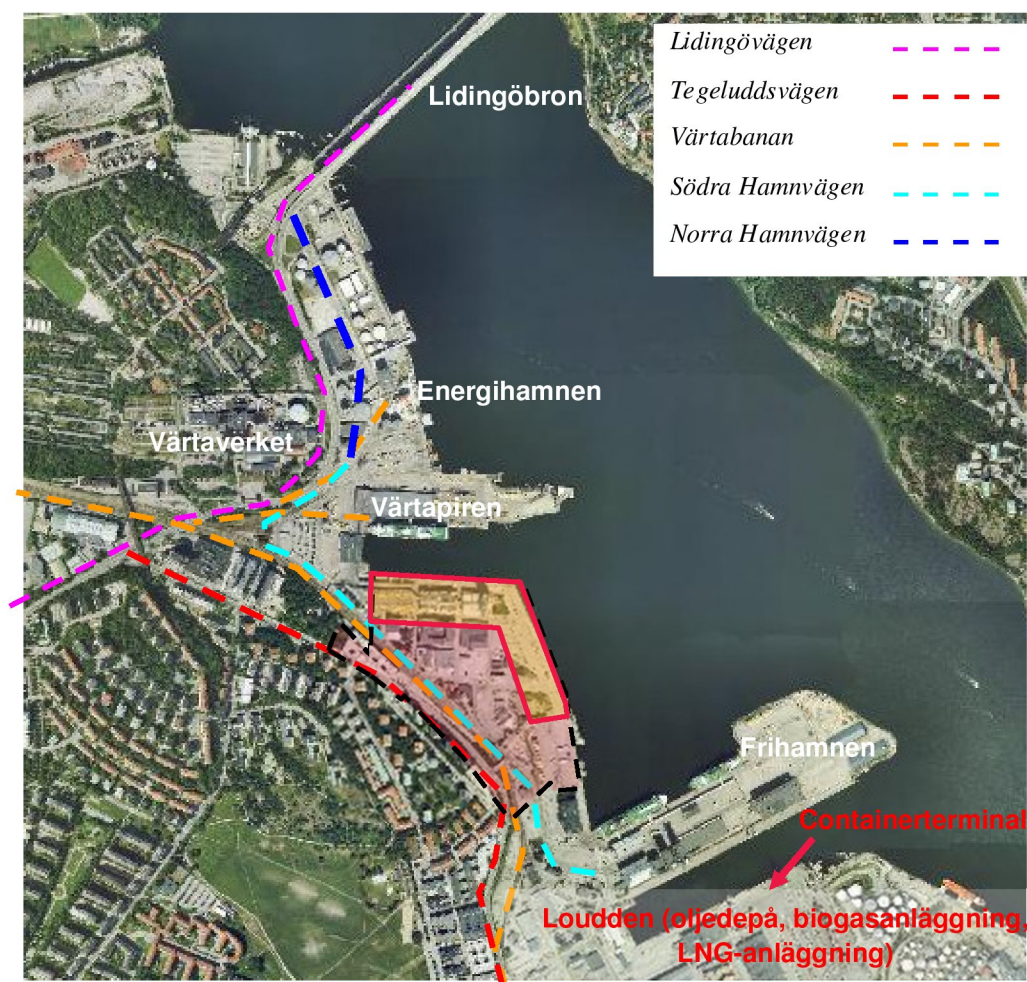 Lidingövägen
Tegeluddsvägen
Värtabanan
Södra Hamnvägen
Norra Hamnvägen
Lidingöbron
Energihamnen
Värtaverket
Värtapiren
Frihamnen
Containerterminal
Loudden (oljedepå, biogasanläggning,
LNG-anläggning)